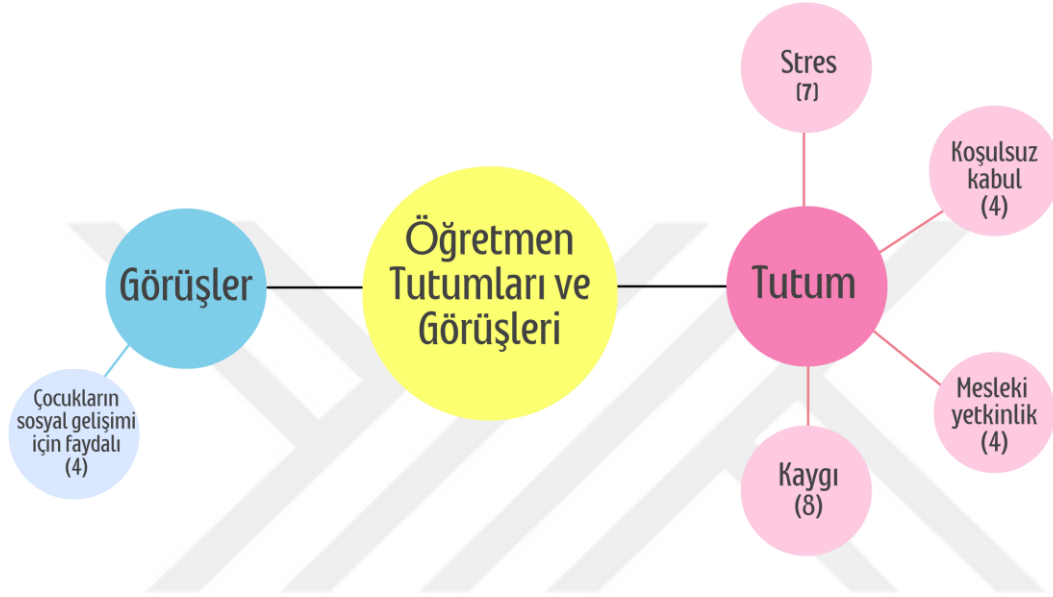 Stres
(7)
Koşulsuz
kabul
(4)
Öğretmen
Tutumları ve
Görüşleri
Görüşler
Tutum
Çocukların
sosyal gelişimi
için faydalı
(4)
Mesleki
yetkinlik
(4)
Kaygı
(8)